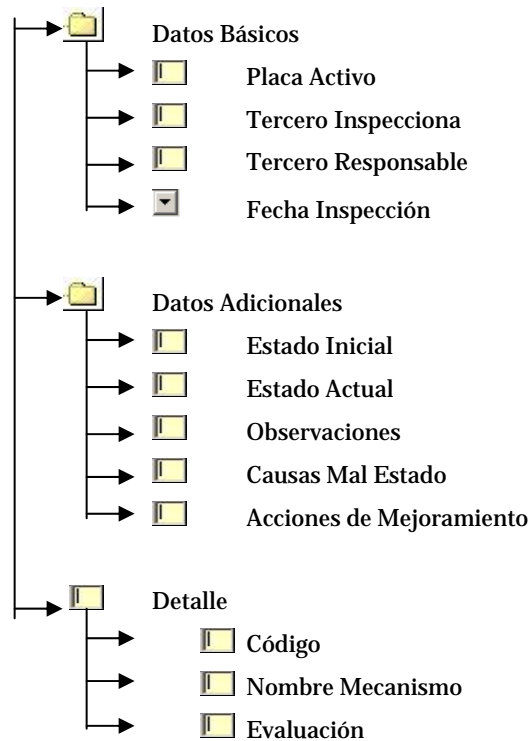 Datos Básicos
Placa Activo
Tercero Inspecciona
Tercero Responsable
Fecha Inspección
Datos Adicionales
Estado Inicial
Estado Actual
Observaciones
Causas Mal Estado
Acciones de Mejoramiento
Detalle
Código
Nombre Mecanismo
Evaluación